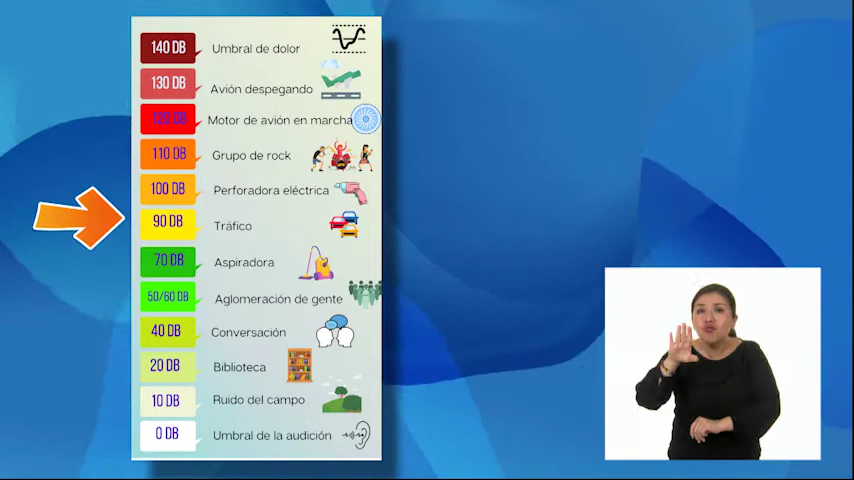 140 DB Umbral de dolor
130 DB Avión despegando
120 DB Motor de avión en marcha
110 DB Grupo de rock
100 DB Perforadora eléctrica
90 DB Tráfico
70 DB Aspiradora
50/60 DB Aglomeración de gente
40 DB Conversación
20 DB Biblioteca
10 DB Ruido del campo
0 DB Umbral de la audición